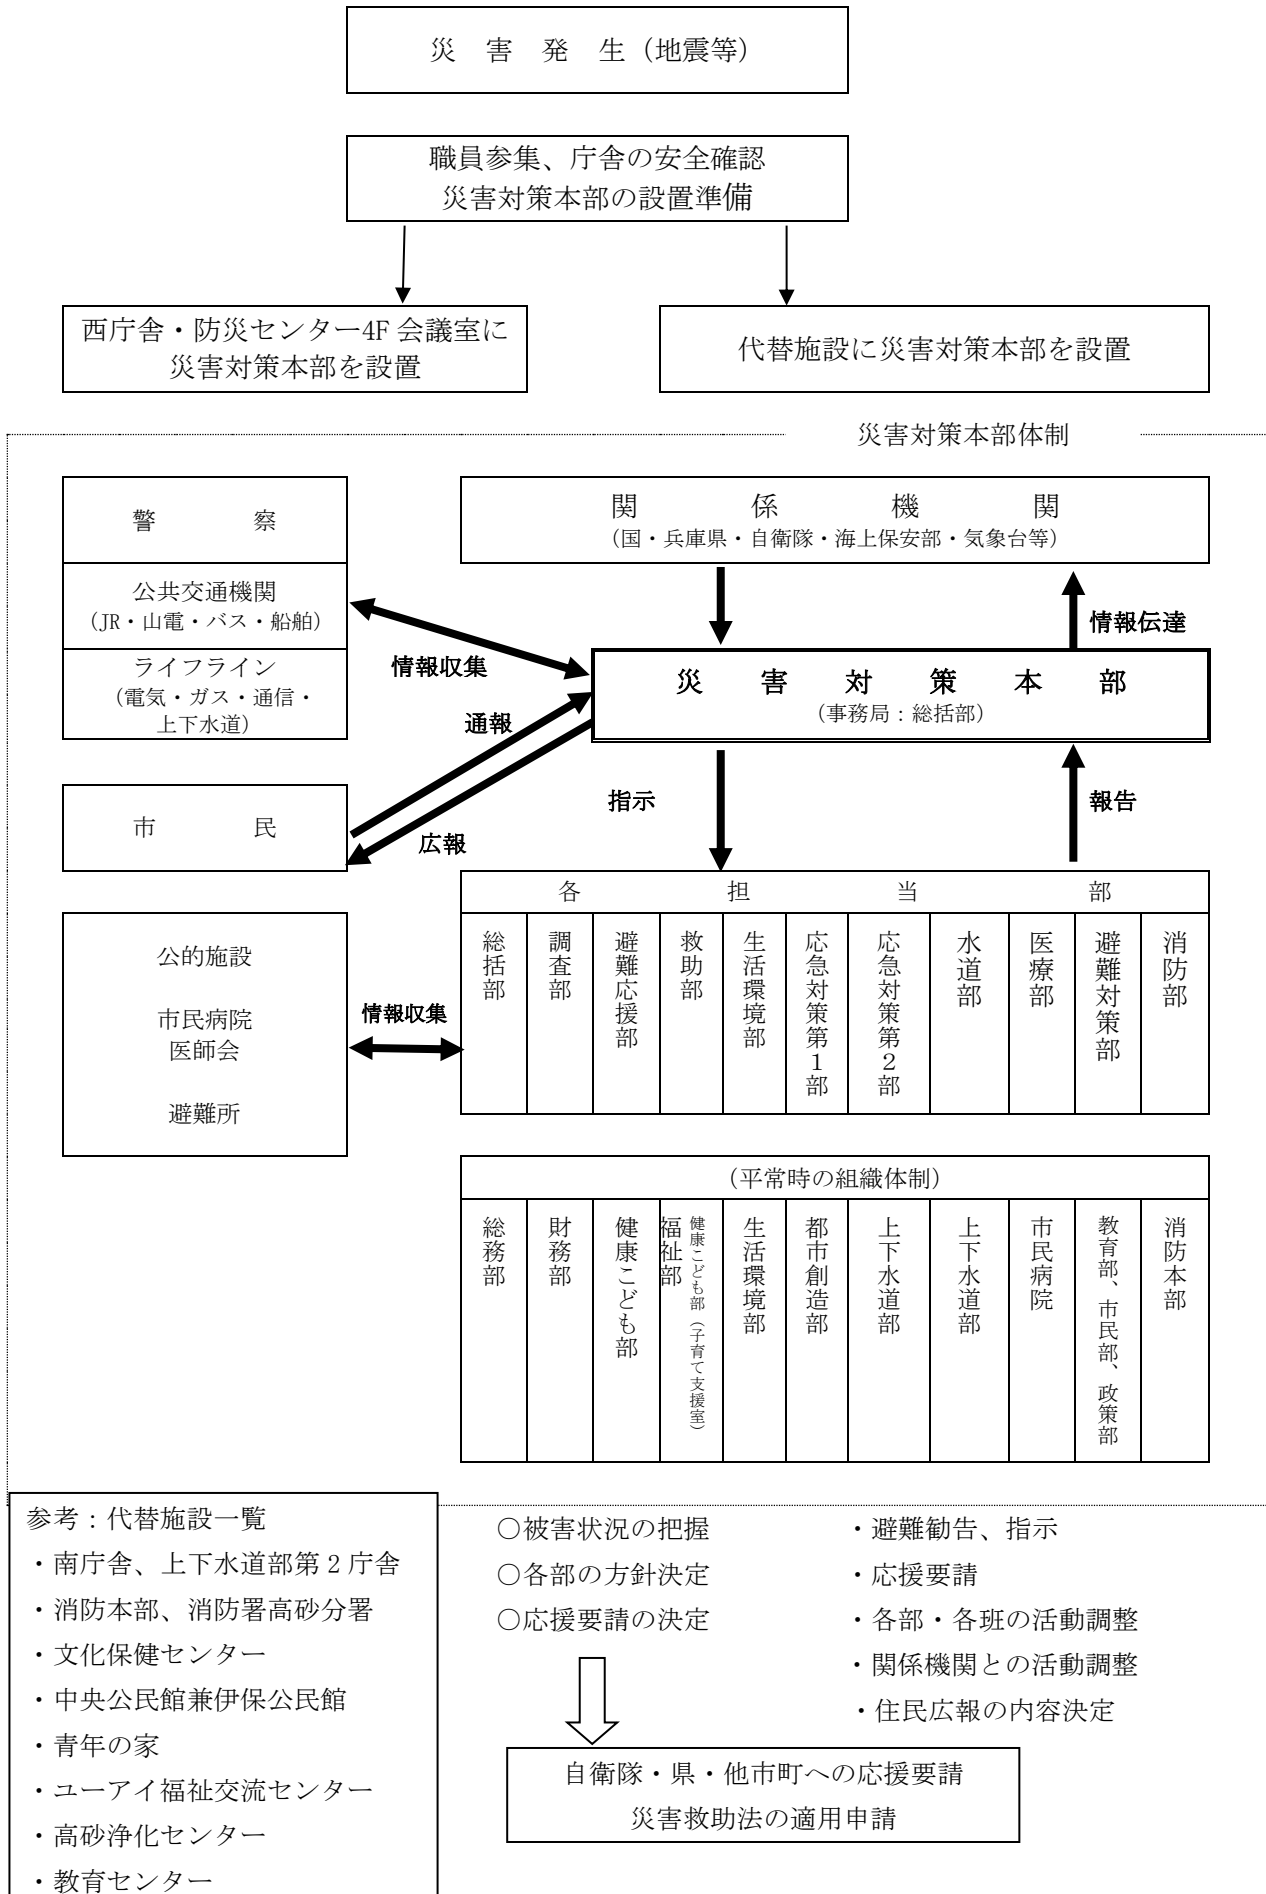 災　害　発　生（地震等）
職員参集、庁舎の安全確認
災害対策本部の設置準備
西庁舎・防災センター4F 会議室に
災害対策本部を設置
代替施設に災害対策本部を設置
災害対策本部体制
警　　　　察
公共交通機関
（JR・山電・バス・船舶）
ライフライン
（電気・ガス・通信・
上下水道）
関　係　機　関
（国・兵庫県・自衛隊・海上保安部・気象台等）
情報伝達
情報収集
災　害　対　策　本　部
（事務局：総括部）
通報
広報
市　　　　民
指示
報告
各　担　当　部
総括部
調査部
避難応援部
救助部
生活環境部
応急対策第１部
応急対策第２部
水道部
医療部
避難対策部
消防部
公的施設
市民病院
医師会
避難所
情報収集
（平常時の組織体制）
総務部
財務部
健康こども部
福祉部
健康こども部（子育て支援室）
生活環境部
都市創造部
上下水道部
上下水道部
市民病院
教育部、市民部、政策部
消防本部
参考：代替施設一覧
・南庁舎、上下水道部第２庁舎
・消防本部、消防署高砂分署
・文化保健センター
・中央公民館兼伊保公民館
・青年の家
・ユーアイ福祉交流センター
・高砂浄化センター
・教育センター
○被害状況の把握
○各部の方針決定
○応援要請の決定
・避難勧告、指示
・応援要請
・各部・各班の活動調整
・関係機関との活動調整
・住民広報の内容決定
自衛隊・県・他市町への応援要請
災害救助法の適用申請